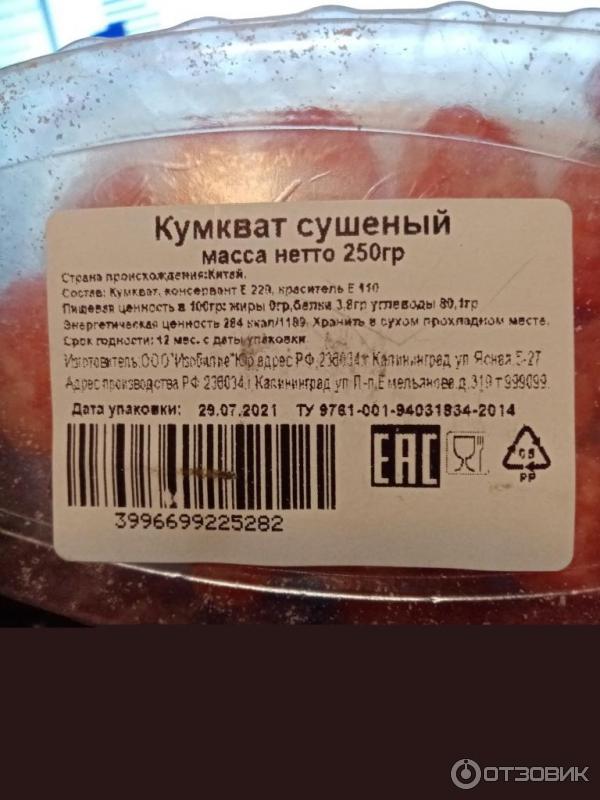 Кумкват сушеный
масса нетто 250гр
Страна происхождения:Китай.
Состав: Кумкват, консервант Е 220, краситель Е 110
Пищевая ценность в 100гр: жиры 0гр,белки 3,8гр углеводы 80,1гр
Энергетическая ценность 284 ккал/1189. Хранить в сухом прохладном месте.
Срок годности: 12 мес. с даты упаковки
Изготовитель:ООО"Изобилие"Юр адрес РФ,236034,г Калининград ул Ясная,5-27
Адрес производства РФ 236034,г Калининград ул П-п,Емельянова,д,319 т 999099.
Дата упаковки: 29.07.2021 ТУ 9761-001-94031834-2014
EAC
05
PP
3996699225282
ОТЗОВИК